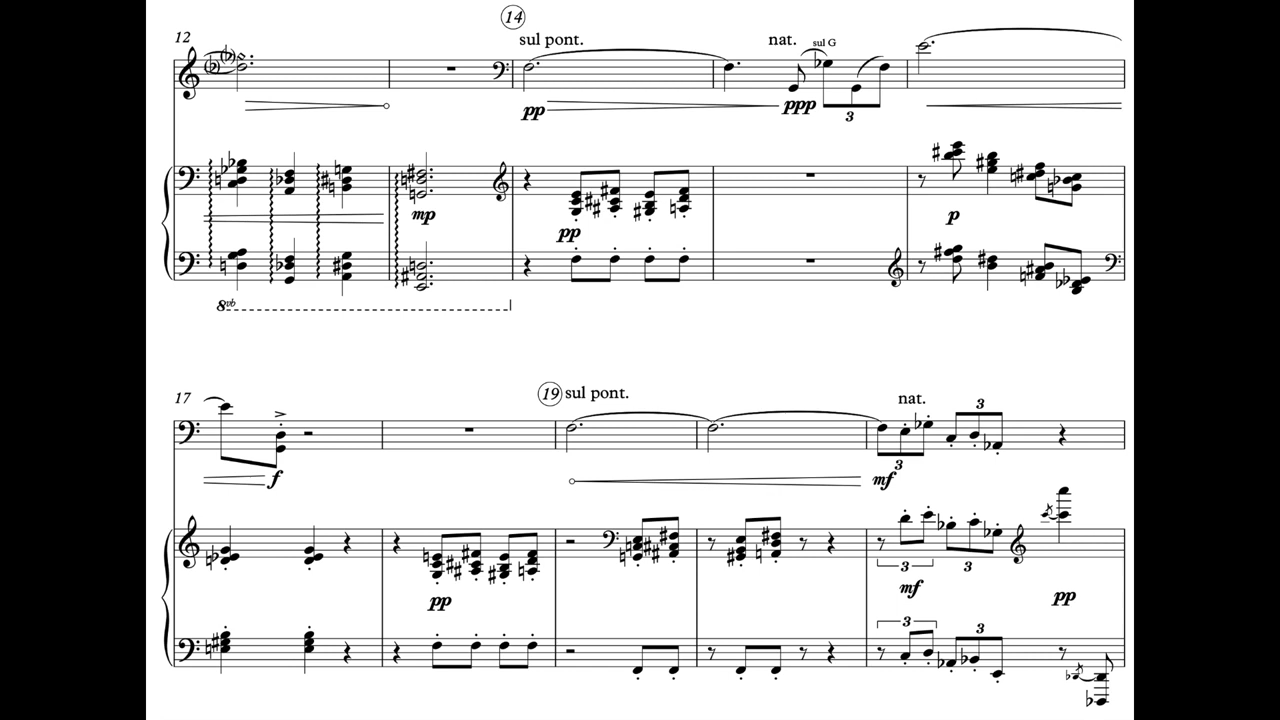 14
12 sul pont. nat. sul G
pp ppp 3
mp pp p
8vb
17 19 sul pont. nat. 3
f mf 3
3 3
pp mf pp
3 3